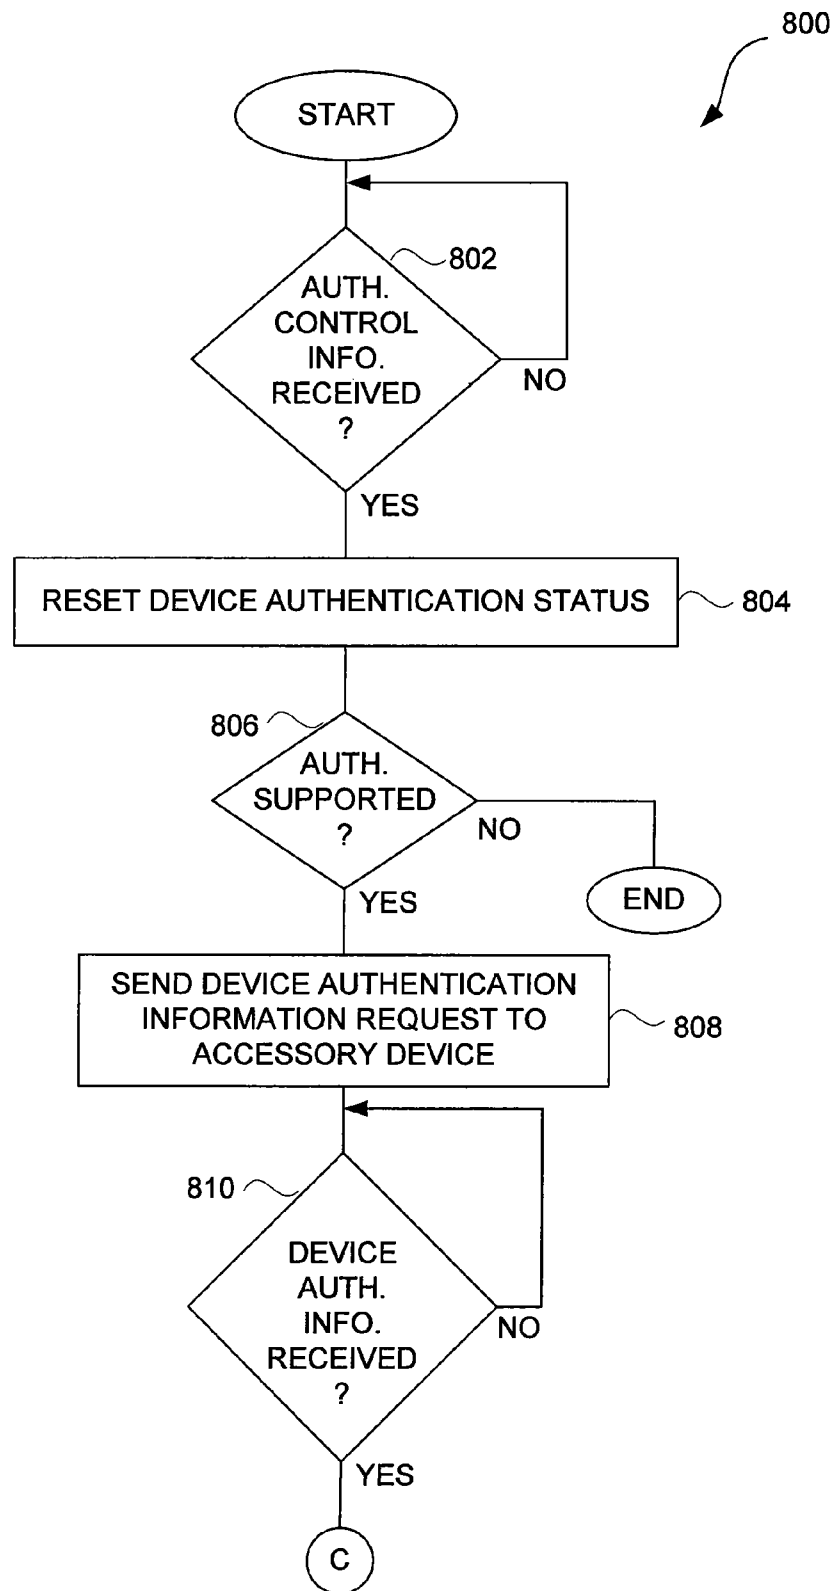 800
START
802
AUTH.
CONTROL
INFO.
RECEIVED
?
NO
YES
RESET DEVICE AUTHENTICATION STATUS
804
806
AUTH.
SUPPORTED
?
NO
YES
END
SEND DEVICE AUTHENTICATION
INFORMATION REQUEST TO
ACCESSORY DEVICE
808
810
DEVICE
AUTH.
INFO.
RECEIVED
?
NO
YES
C